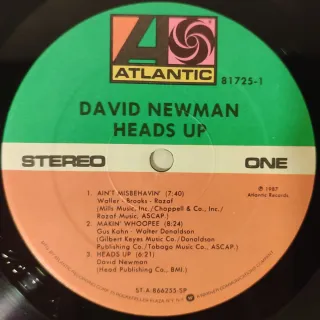 ATLANTIC
81725-1
DAVID NEWMAN
HEADS UP
STEREO ONE
1. AIN'T MISBEHAVIN' (7:40)
Waller - Brooks - Razaf
(Mills Music, Inc./Chappell & Co., Inc./
Razaf Music, ASCAP.)
2. MAKIN' WHOOPEE (8:24)
Gus Kahn - Walter Donaldson
(Gilbert Keyes Music Co./Donaldson
Publishing Co./Tobago Music Co., ASCAP.)
3. HEADS UP (6:21)
David Newman
(Head Publishing Co., BMI.)
℗ 1987
Atlantic Records.
ST-A-866255-SP